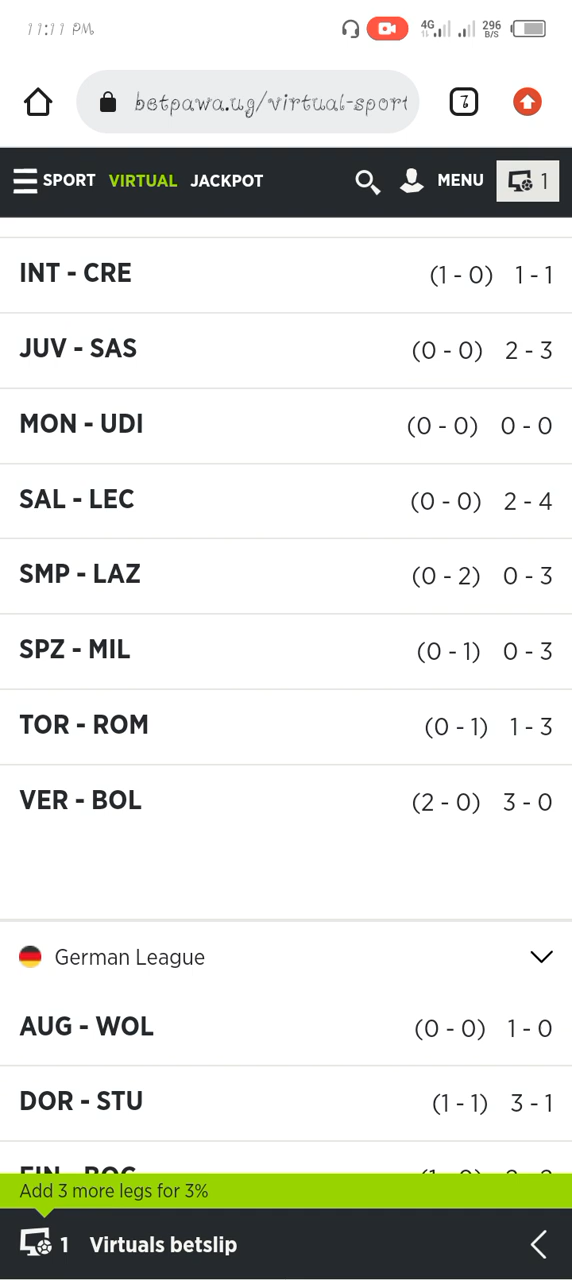 11:11 PM 4G 296 B/S
betpawa.ug/virtual-sport 7
SPORT VIRTUAL JACKPOT MENU 1
INT - CRE (1 - 0) 1 - 1
JUV - SAS (0 - 0) 2 - 3
MON - UDI (0 - 0) 0 - 0
SAL - LEC (0 - 0) 2 - 4
SMP - LAZ (0 - 2) 0 - 3
SPZ - MIL (0 - 1) 0 - 3
TOR - ROM (0 - 1) 1 - 3
VER - BOL (2 - 0) 3 - 0
German League
AUG - WOL (0 - 0) 1 - 0
DOR - STU (1 - 1) 3 - 1
Add 3 more legs for 3%
1 Virtuals betslip